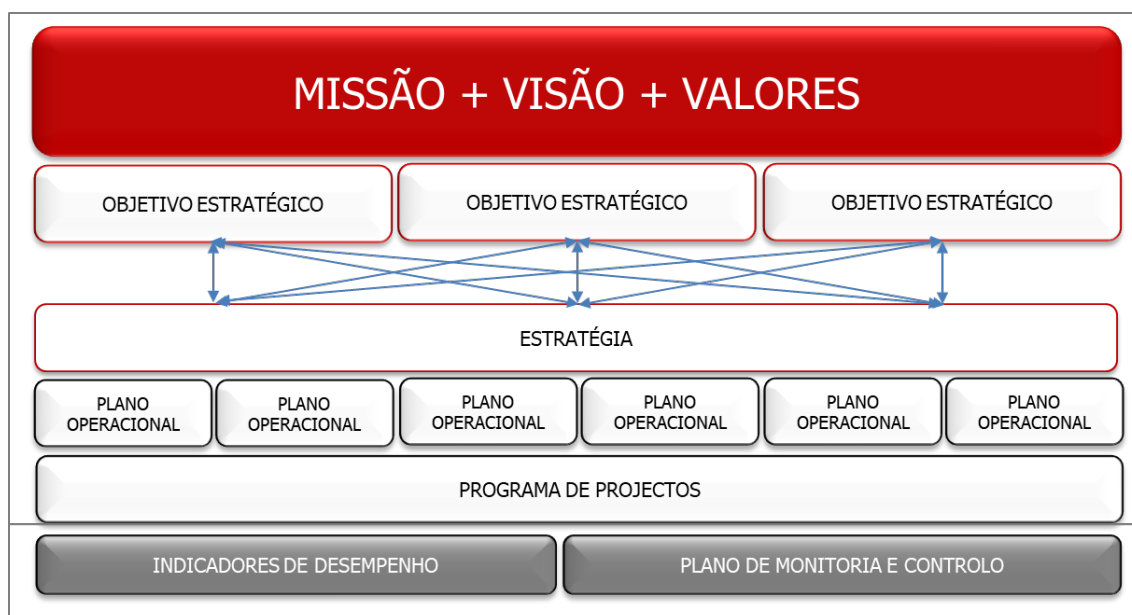 MISSÃO + VISÃO + VALORES
OBJETIVO ESTRATÉGICO
OBJETIVO ESTRATÉGICO
OBJETIVO ESTRATÉGICO
ESTRATÉGIA
PLANO
OPERACIONAL
PLANO
OPERACIONAL
PLANO
OPERACIONAL
PLANO
OPERACIONAL
PLANO
OPERACIONAL
PLANO
OPERACIONAL
PROGRAMA DE PROJECTOS
INDICADORES DE DESEMPENHO
PLANO DE MONITORIA E CONTROLO